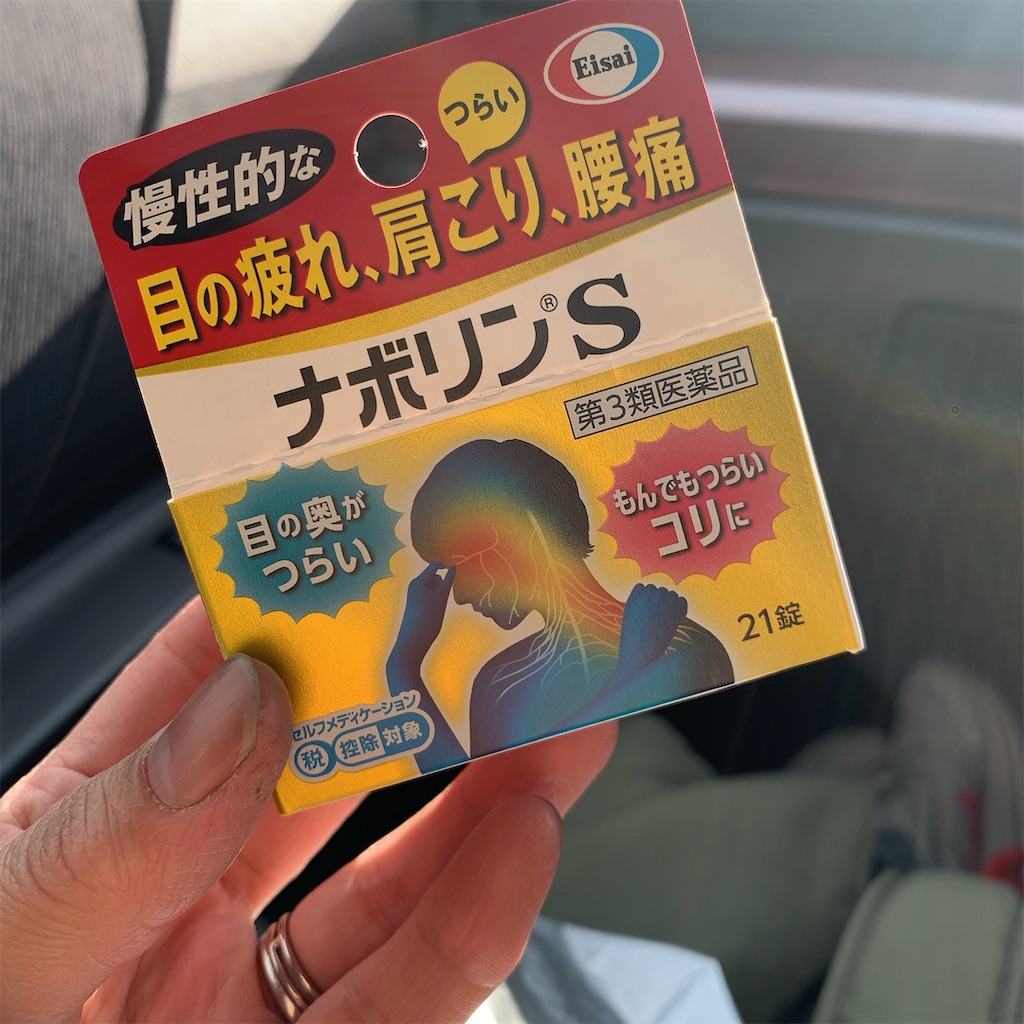 Eisai
つらい
慢性的な
目の疲れ、肩こり、腰痛
ナボリン®S
第3類医薬品
目の奥が
つらい
もんでもつらい
コリに
21錠
セルフメディケーション
税 控除 対象